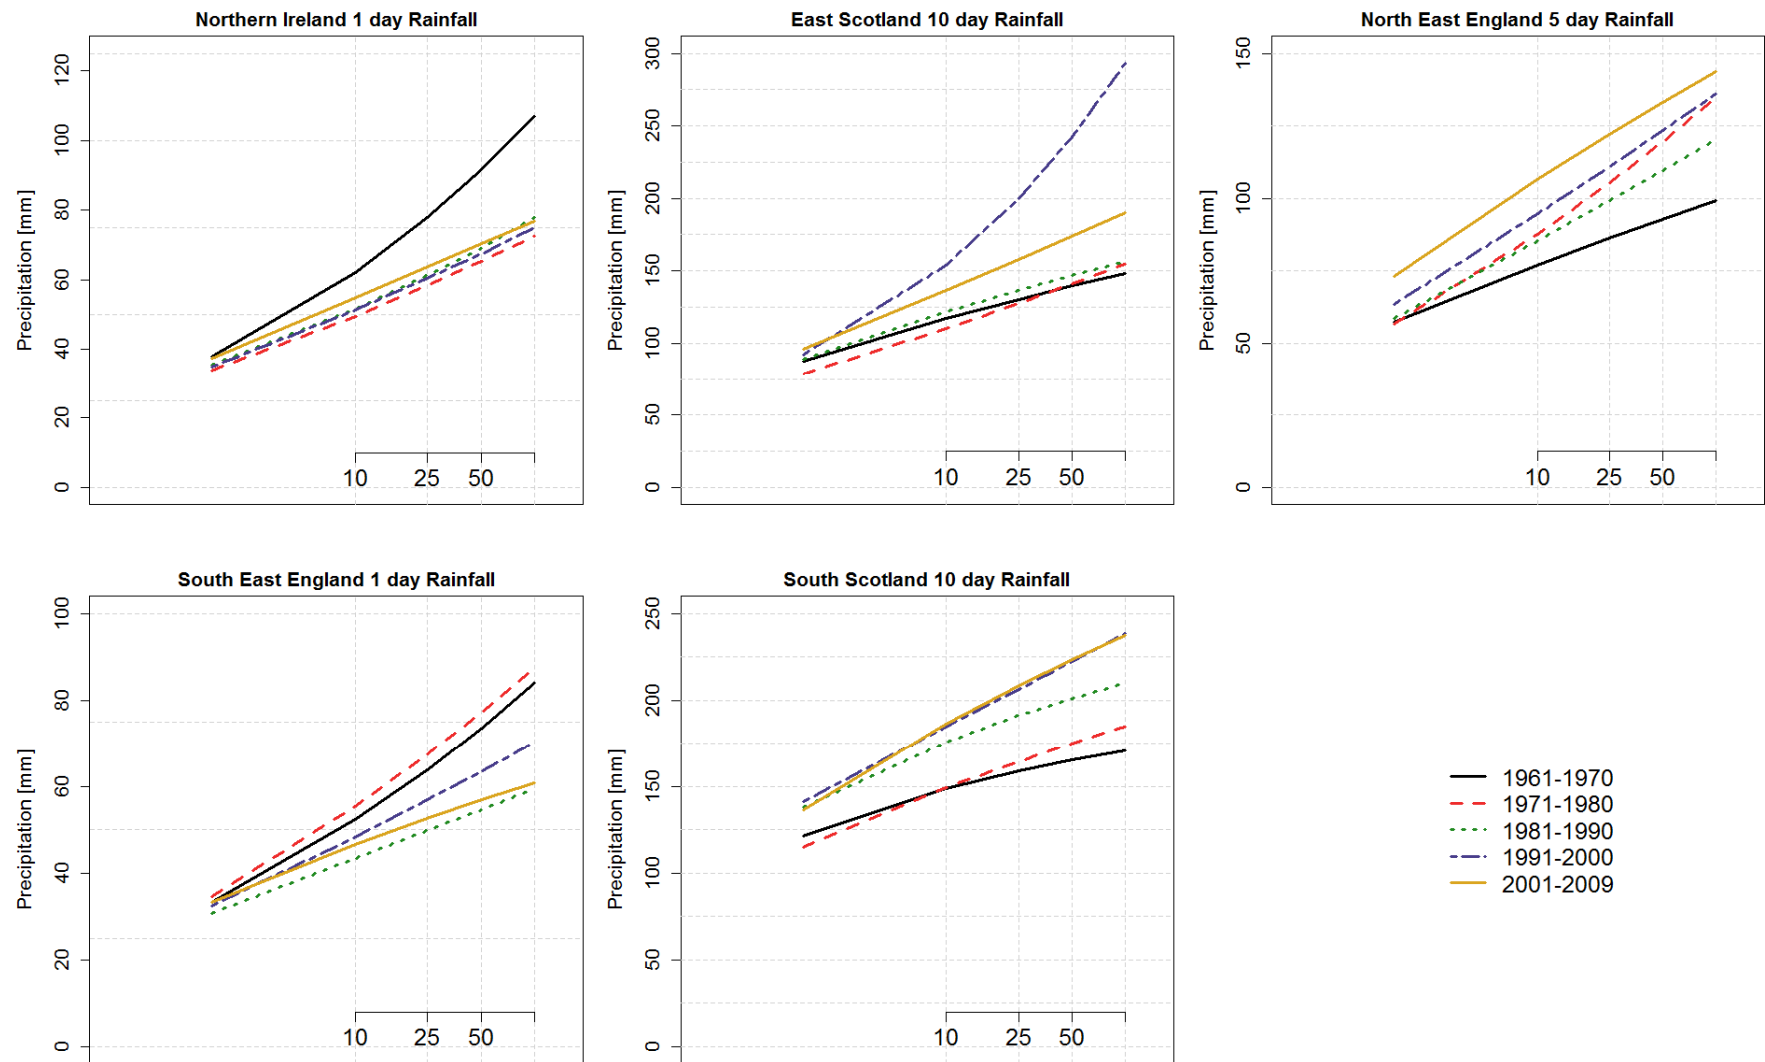 Northern Ireland 1 day Rainfall
Precipitation [mm]
0 20 40 60 80 100 120
10 25 50
East Scotland 10 day Rainfall
Precipitation [mm]
0 50 100 150 200 250 300
10 25 50
North East England 5 day Rainfall
Precipitation [mm]
0 50 100 150
10 25 50
South East England 1 day Rainfall
Precipitation [mm]
0 20 40 60 80 100
10 25 50
South Scotland 10 day Rainfall
Precipitation [mm]
0 50 100 150 200 250
10 25 50
1961-1970
1971-1980
1981-1990
1991-2000
2001-2009